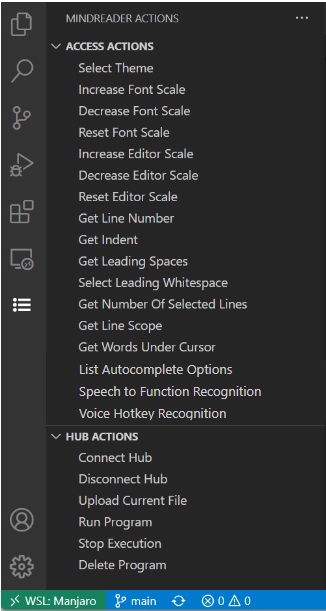 MINDREADER ACTIONS
ACCESS ACTIONS
Select Theme
Increase Font Scale
Decrease Font Scale
Reset Font Scale
Increase Editor Scale
Decrease Editor Scale
Reset Editor Scale
Get Line Number
Get Indent
Get Leading Spaces
Select Leading Whitespace
Get Number Of Selected Lines
Get Line Scope
Get Words Under Cursor
List Autocomplete Options
Speech to Function Recognition
Voice Hotkey Recognition
HUB ACTIONS
Connect Hub
Disconnect Hub
Upload Current File
Run Program
Stop Execution
Delete Program
WSL: Manjaro main 0 0